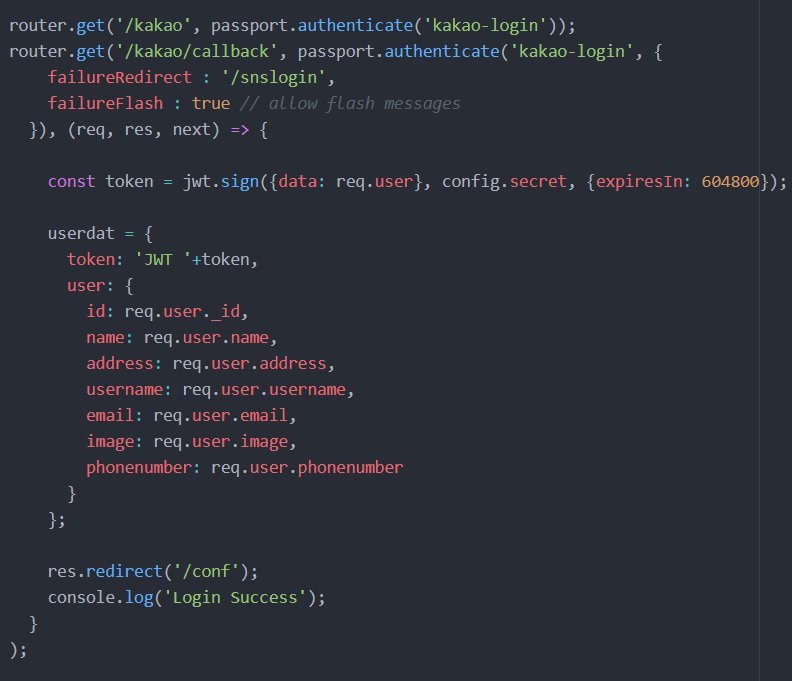 router.get('/kakao', passport.authenticate('kakao-login'));
router.get('/kakao/callback', passport.authenticate('kakao-login', {
    failureRedirect : '/snslogin',
    failureFlash : true // allow flash messages
  }), (req, res, next) => {
    const token = jwt.sign({data: req.user}, config.secret, {expiresIn: 604800});
    userdat = {
      token: 'JWT '+token,
      user: {
        id: req.user._id,
        name: req.user.name,
        address: req.user.address,
        username: req.user.username,
        email: req.user.email,
        image: req.user.image,
        phonenumber: req.user.phonenumber
      }
    };
    res.redirect('/conf');
    console.log('Login Success');
  }
);